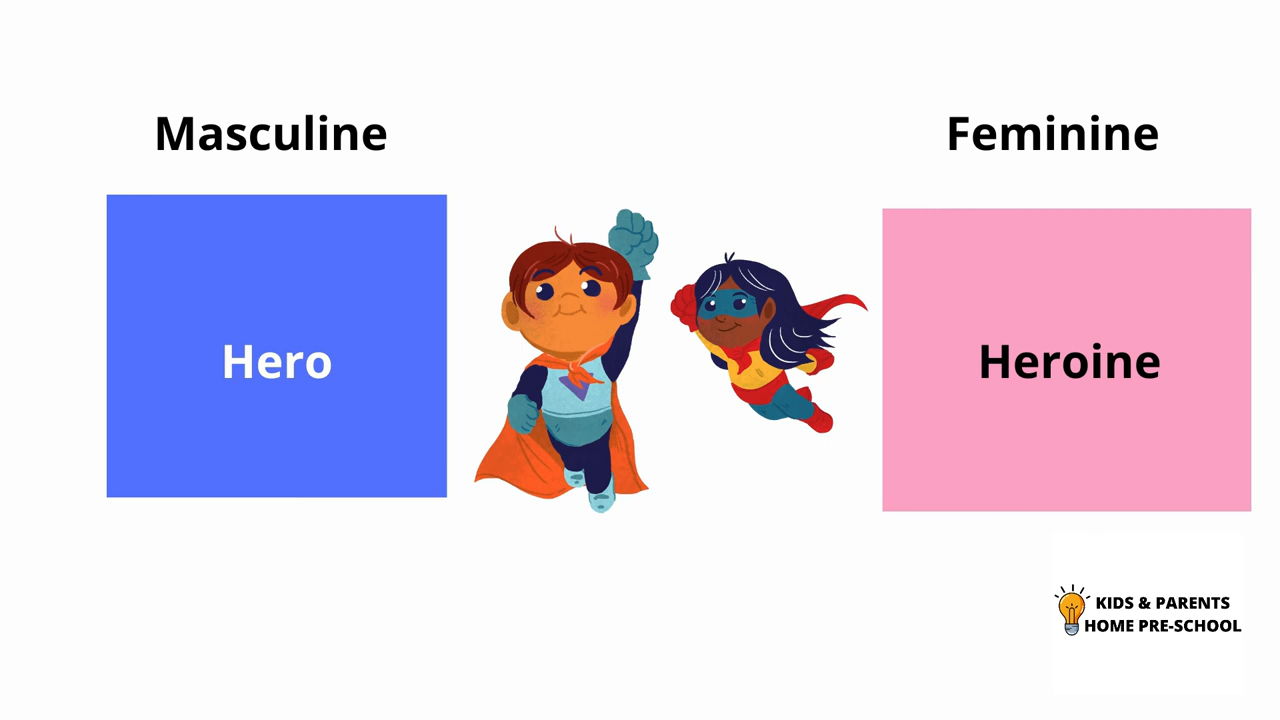 Masculine
Feminine
Hero
Heroine
KIDS & PARENTS
HOME PRE-SCHOOL